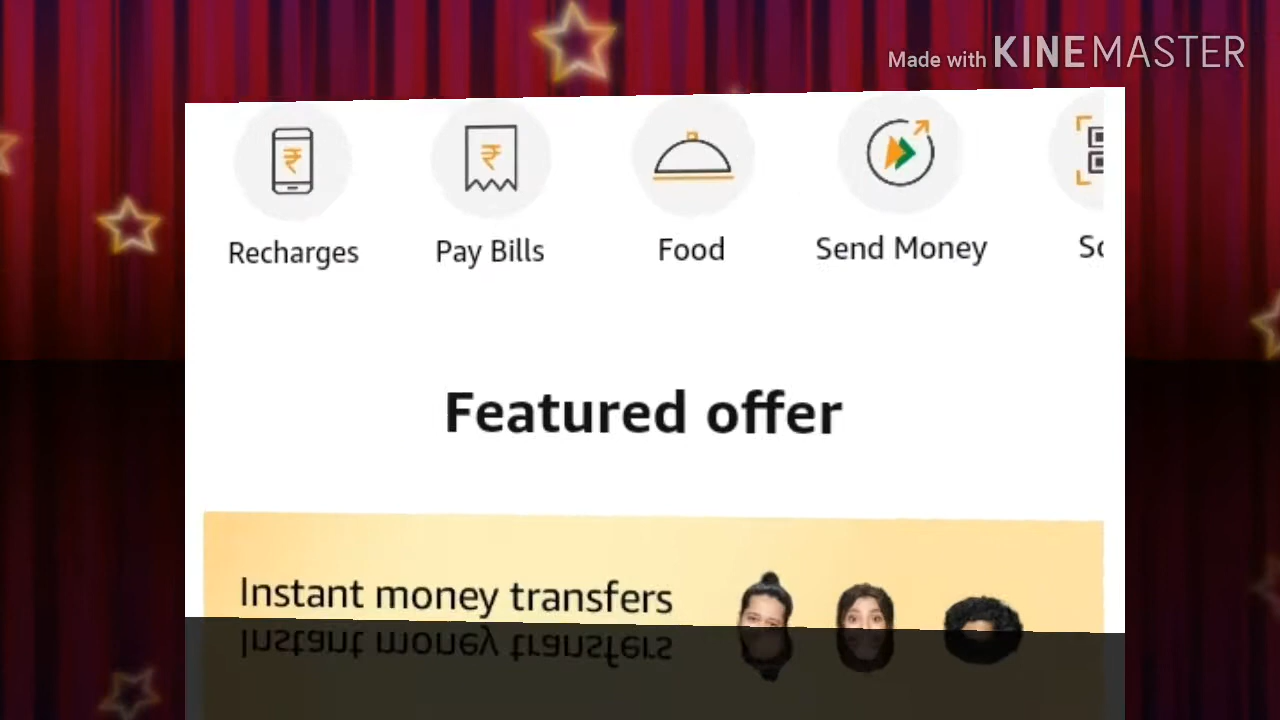 Made with KINEMASTER
Recharges Pay Bills Food Send Money
Featured offer
Instant money transfers